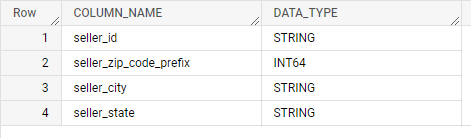 Row COLUMN_NAME DATA_TYPE
1 seller_id STRING
2 seller_zip_code_prefix INT64
3 seller_city STRING
4 seller_state STRING